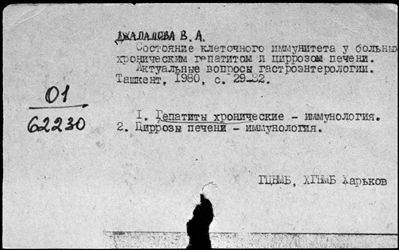 ДЖАЛАЛОВА В. А.
Состояние клеточного иммунитета у больных
хроническим гепатитом и циррозом печени.
Актуальные вопросы гастроэнтерологии.
Ташкент, 1980, с. 29-32.
01
62230
1. Гепатиты хронические - иммунология.
2. Циррозы печени - иммунология.
ГЦНМБ, ХГНМБ Харьков